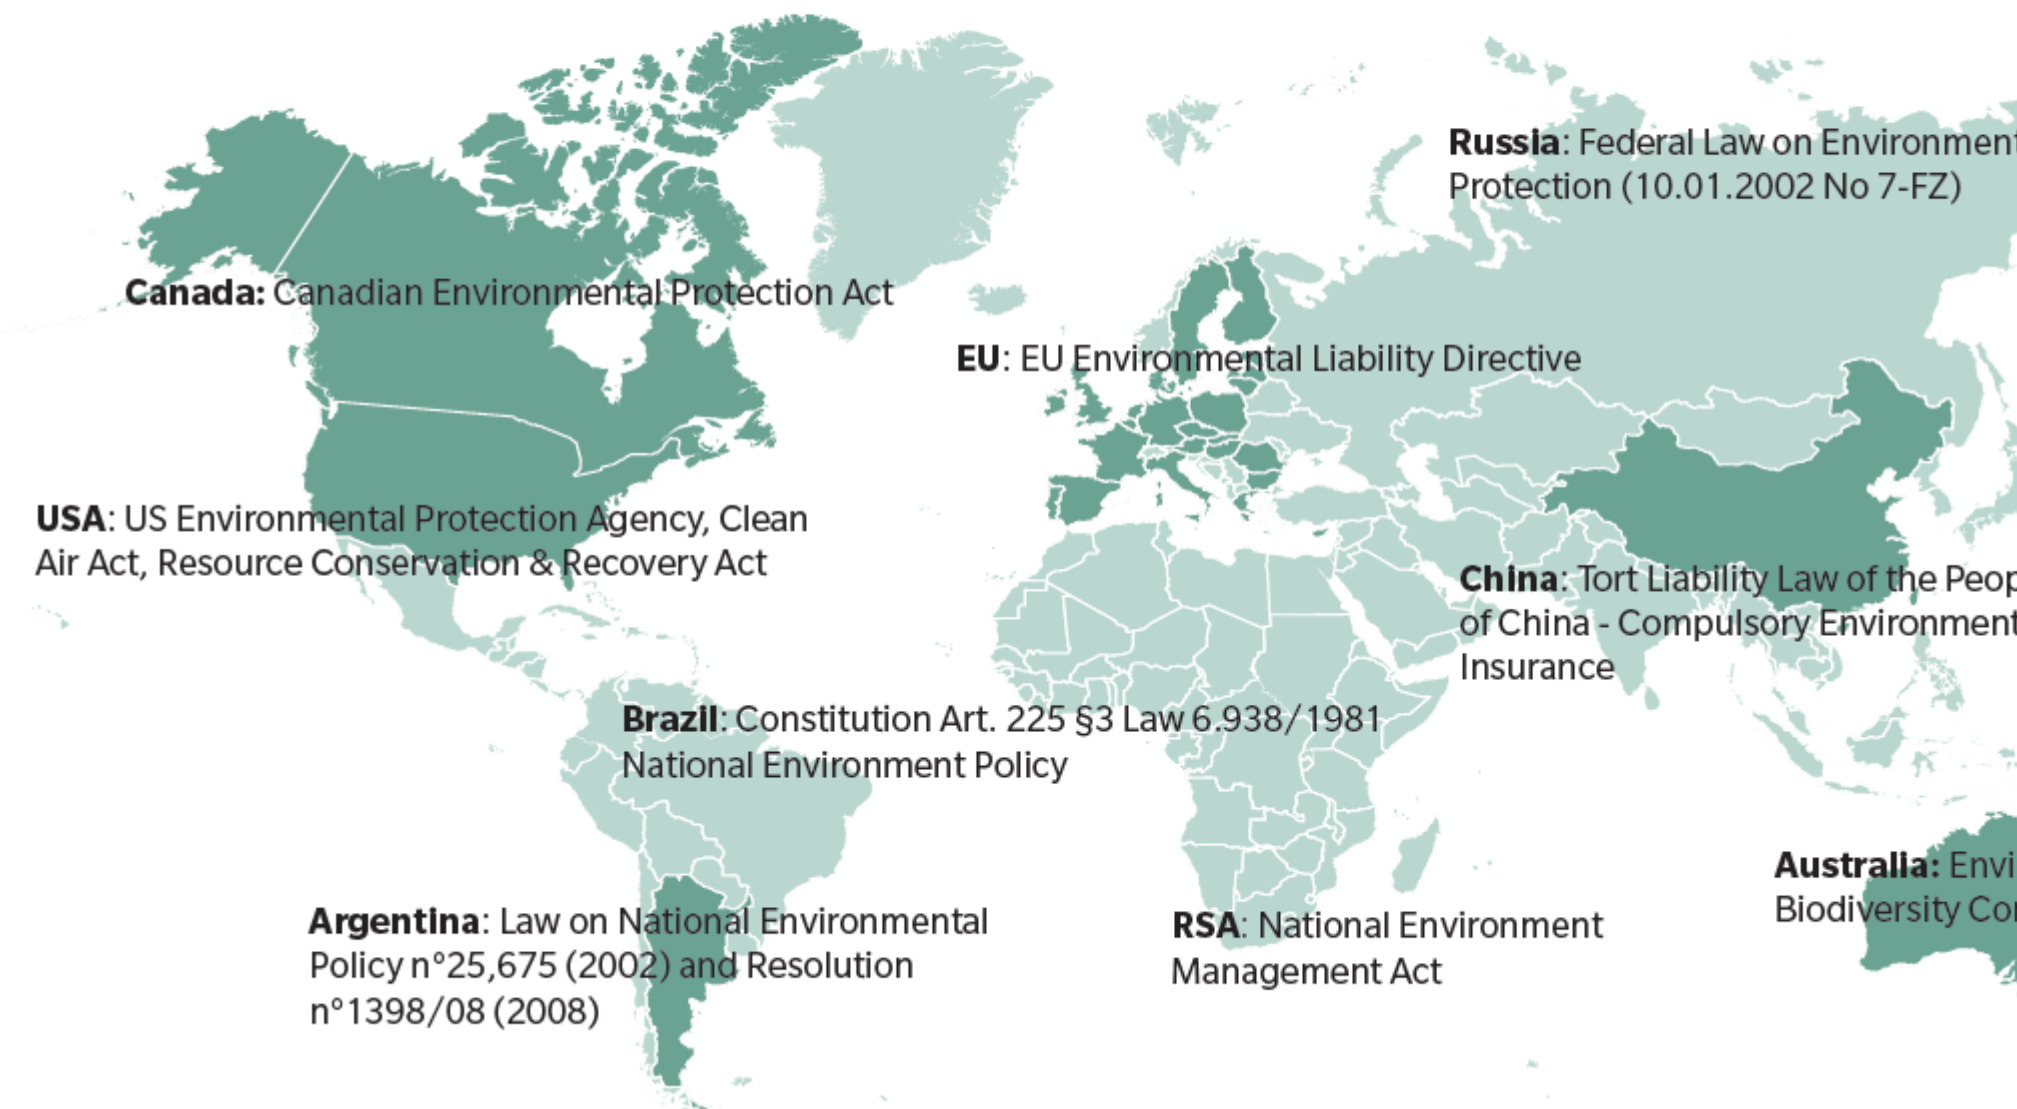 Russia: Federal Law on Environment
Protection (10.01.2002 No 7-FZ)
Canada: Canadian Environmental Protection Act
EU: EU Environmental Liability Directive
USA: US Environmental Protection Agency, Clean
Air Act, Resource Conservation & Recovery Act
China: Tort Liability Law of the Peop
of China - Compulsory Environment
Insurance
Brazil: Constitution Art. 225 §3 Law 6.938/1981
National Environment Policy
Australia: Envi
Biodiversity Co
Argentina: Law on National Environmental
Policy n°25,675 (2002) and Resolution
n°1398/08 (2008)
RSA: National Environment
Management Act